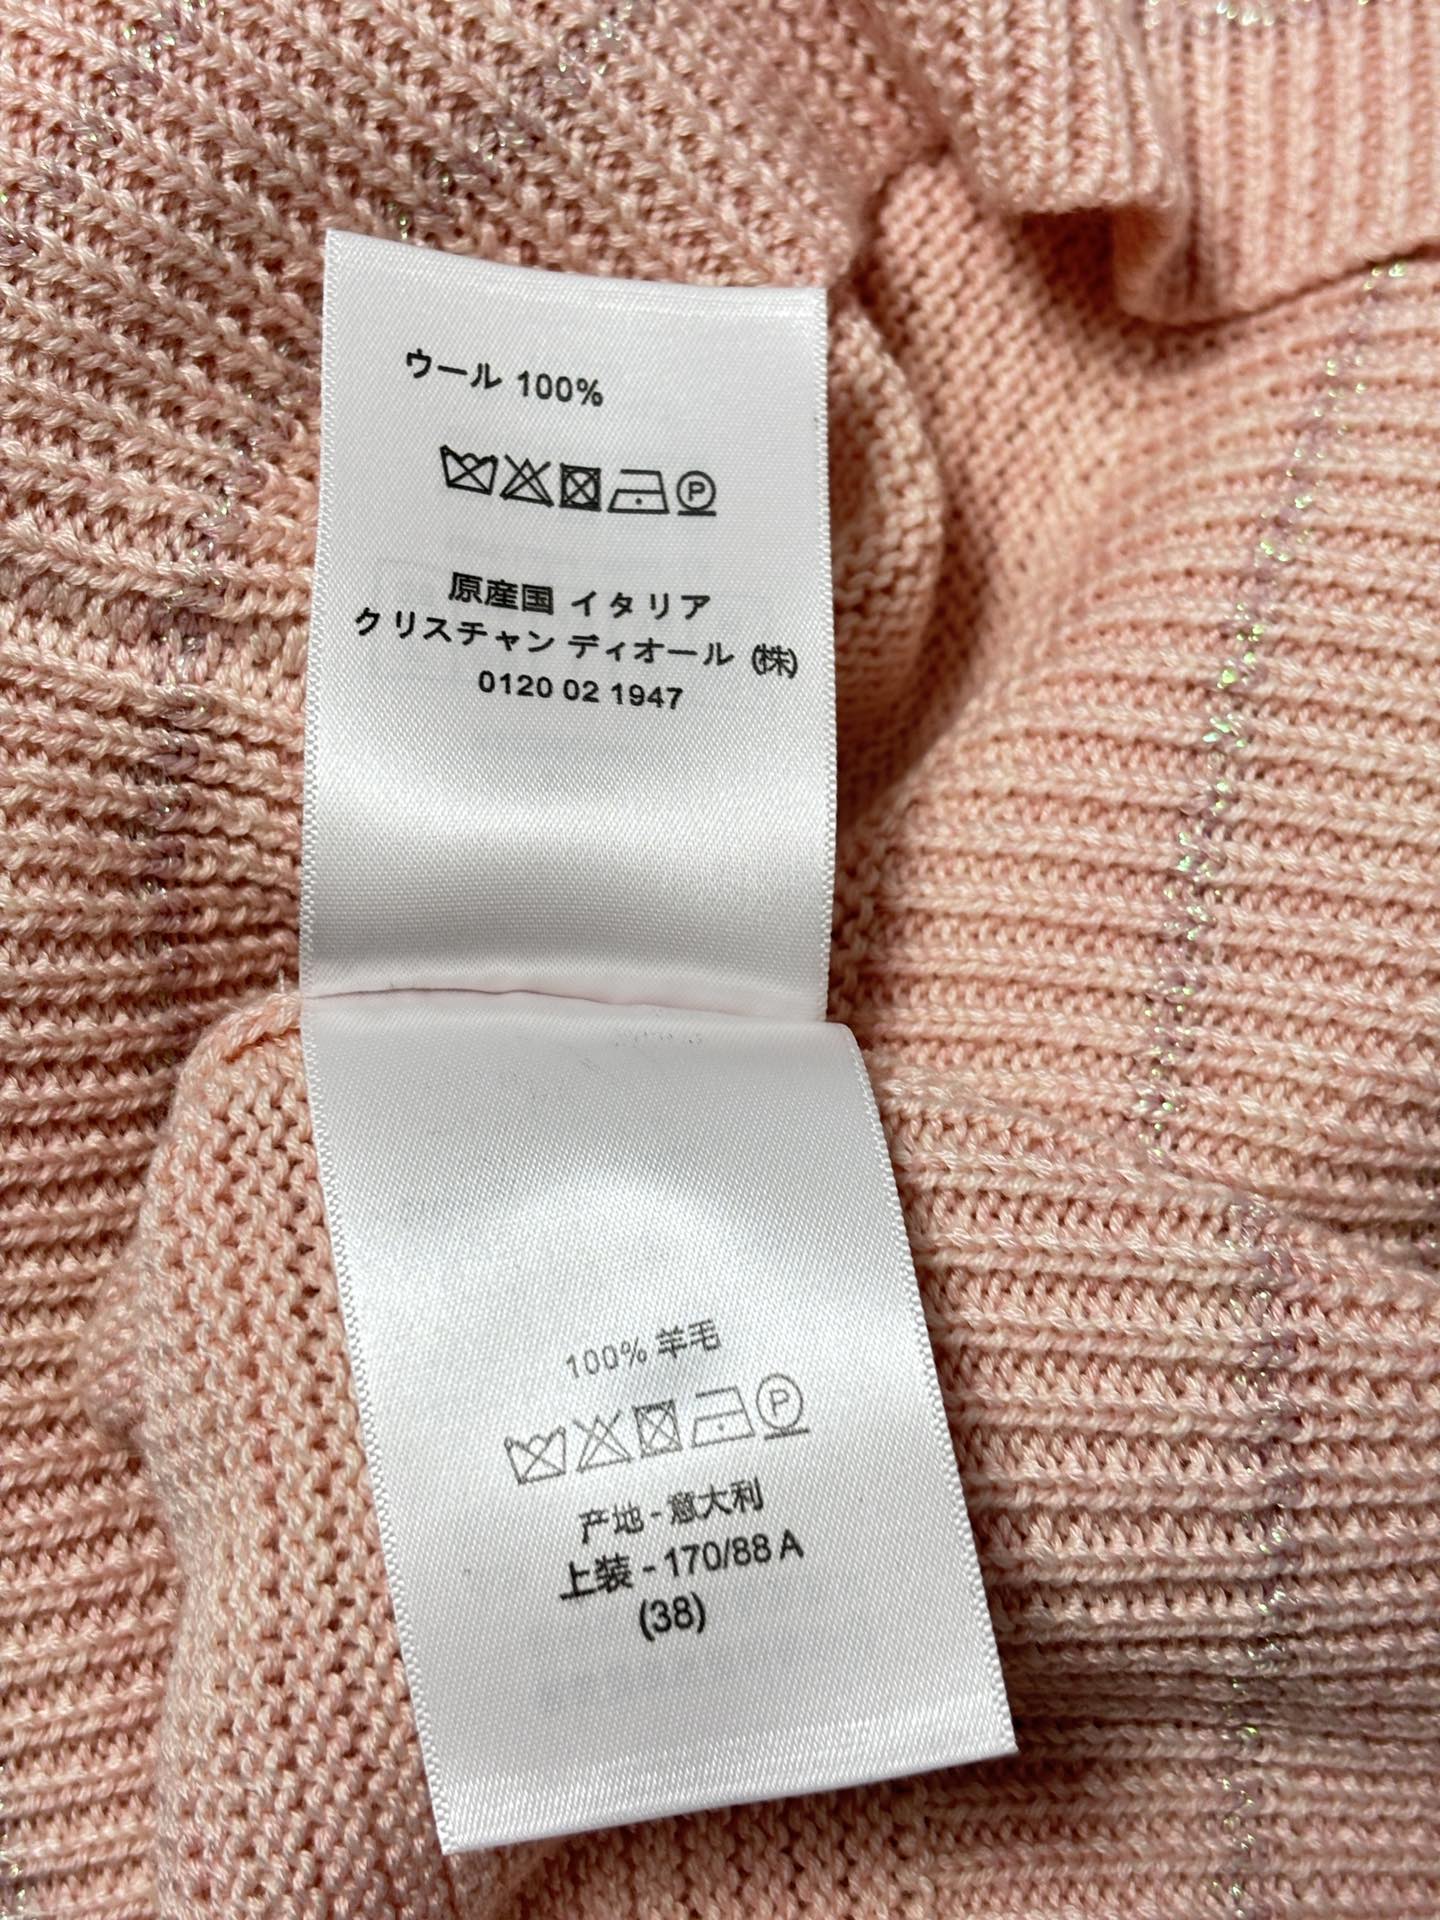 ウール 100%
P
原産国 イタリア
クリスチャン ディオール (株)
0120 02 1947
100% 羊毛
P
产地 - 意大利
上装 - 170/88 A
(38)